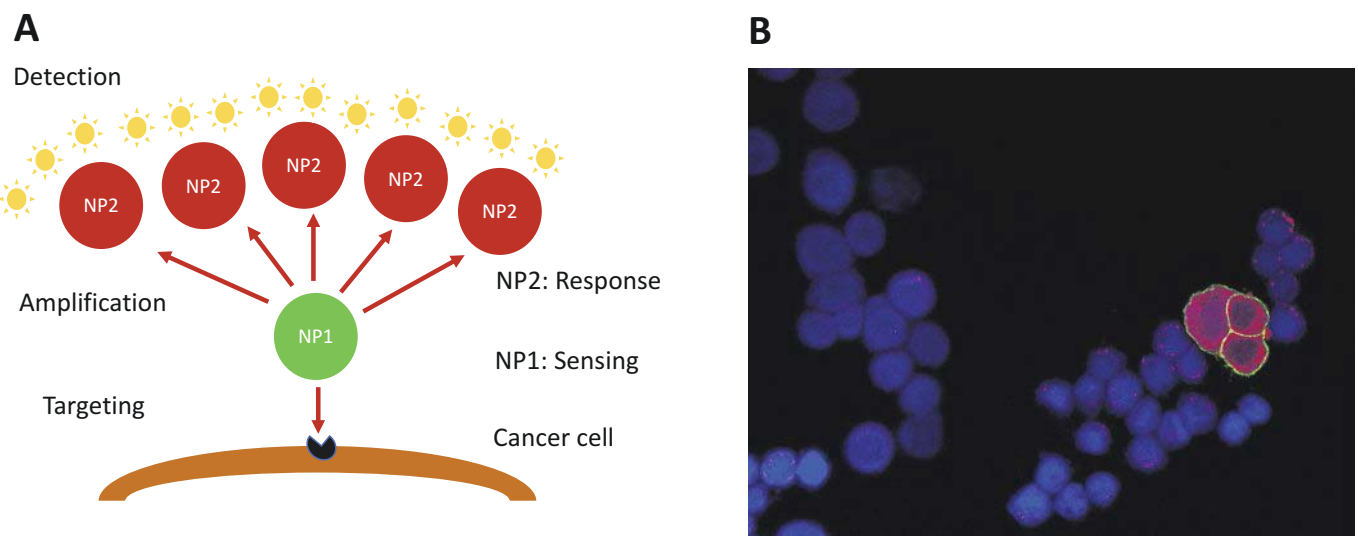 A
B
Detection
NP2
NP2
NP2
NP2
NP2
NP2: Response
Amplification
NP1
NP1: Sensing
Targeting
Cancer cell